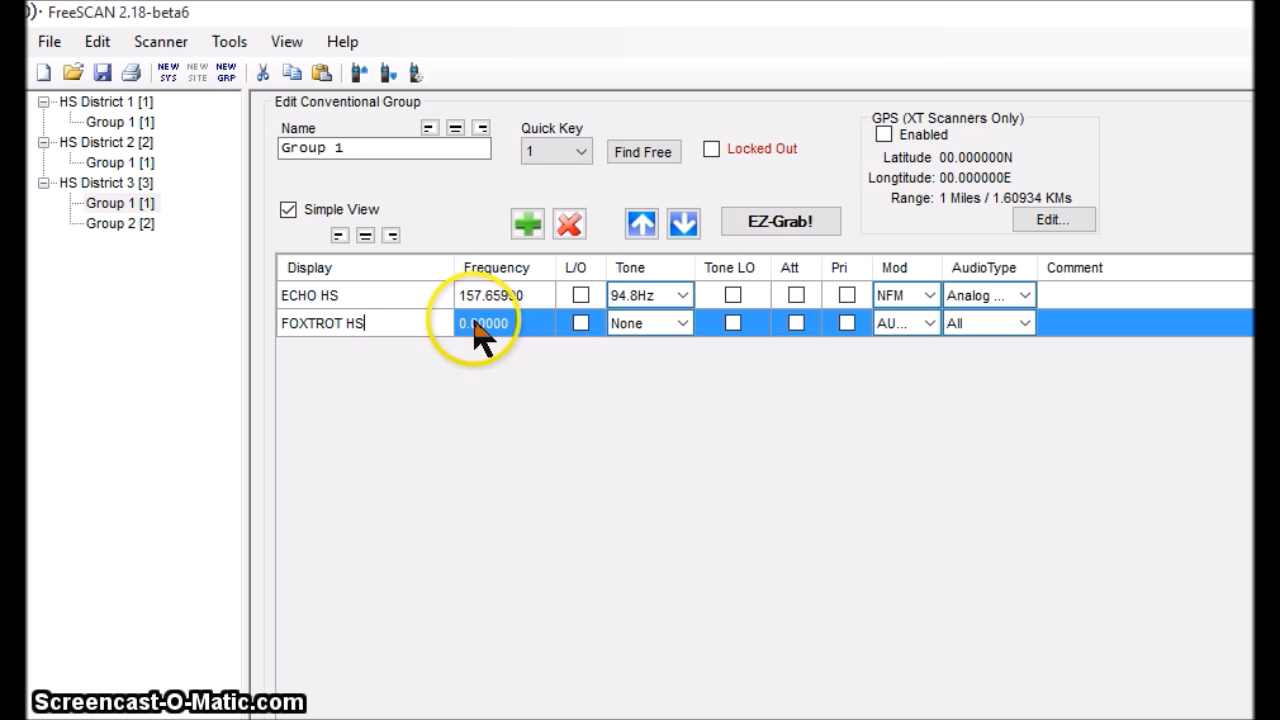 FreeSCAN 2.18-beta6
File Edit Scanner Tools View Help
NEW SYS NEW SITE NEW GRP
HS District 1 [1]
Group 1 [1]
HS District 2 [2]
Group 1 [1]
HS District 3 [3]
Group 1 [1]
Group 2 [2]
Edit Conventional Group
Name
Group 1
Quick Key
1
Find Free
Locked Out
GPS (XT Scanners Only)
Enabled
Latitude 00.000000N
Longtitude: 00.000000E
Range: 1 Miles / 1.60934 KMs
Edit...
Simple View
EZ-Grab!
Display Frequency L/O Tone Tone LO Att Pri Mod AudioType Comment
ECHO HS 94.8Hz NFM Analog ...
FOXTROT HS 0.00000 None AU... All
Screencast-O-Matic.com